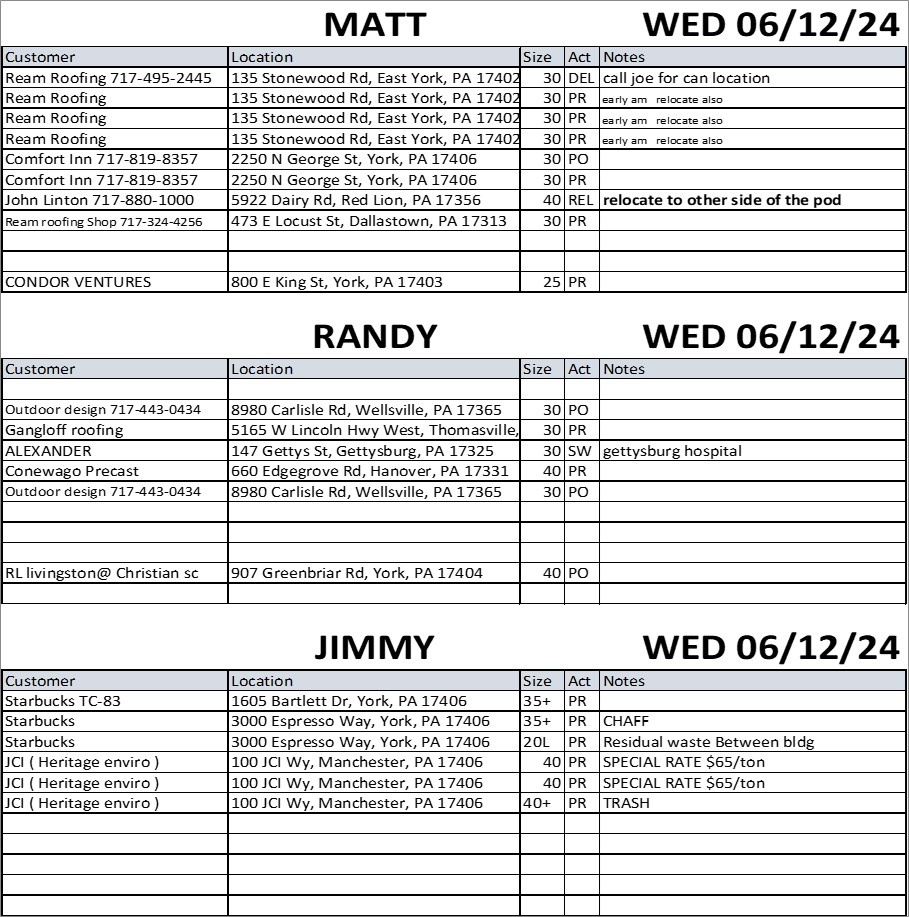 MATT WED 06/12/24
Customer Location Size Act Notes
Ream Roofing 717-495-2445 135 Stonewood Rd, East York, PA 17402 30 DEL call joe for can location
Ream Roofing 135 Stonewood Rd, East York, PA 17402 30 PR early am relocate also
Ream Roofing 135 Stonewood Rd, East York, PA 17402 30 PR early am relocate also
Ream Roofing 135 Stonewood Rd, East York, PA 17402 30 PR early am relocate also
Comfort Inn 717-819-8357 2250 N George St, York, PA 17406 30 PO
Comfort Inn 717-819-8357 2250 N George St, York, PA 17406 30 PR
John Linton 717-880-1000 5922 Dairy Rd, Red Lion, PA 17356 40 REL relocate to other side of the pod
Ream roofing Shop 717-324-4256 473 E Locust St, Dallastown, PA 17313 30 PR
CONDOR VENTURES 800 E King St, York, PA 17403 25 PR
RANDY WED 06/12/24
Customer Location Size Act Notes
Outdoor design 717-443-0434 8980 Carlisle Rd, Wellsville, PA 17365 30 PO
Gangloff roofing 5165 W Lincoln Hwy West, Thomasville, 30 PR
ALEXANDER 147 Gettys St, Gettysburg, PA 17325 30 SW gettysburg hospital
Conewago Precast 660 Edgegrove Rd, Hanover, PA 17331 40 PR
Outdoor design 717-443-0434 8980 Carlisle Rd, Wellsville, PA 17365 30 PO
RL livingston@ Christian sc 907 Greenbriar Rd, York, PA 17404 40 PO
JIMMY WED 06/12/24
Customer Location Size Act Notes
Starbucks TC-83 1605 Bartlett Dr, York, PA 17406 35+ PR
Starbucks 3000 Espresso Way, York, PA 17406 35+ PR CHAFF
Starbucks 3000 Espresso Way, York, PA 17406 20L PR Residual waste Between bldg
JCI ( Heritage enviro ) 100 JCI Wy, Manchester, PA 17406 40 PR SPECIAL RATE $65/ton
JCI ( Heritage enviro ) 100 JCI Wy, Manchester, PA 17406 40 PR SPECIAL RATE $65/ton
JCI ( Heritage enviro ) 100 JCI Wy, Manchester, PA 17406 40+ PR TRASH